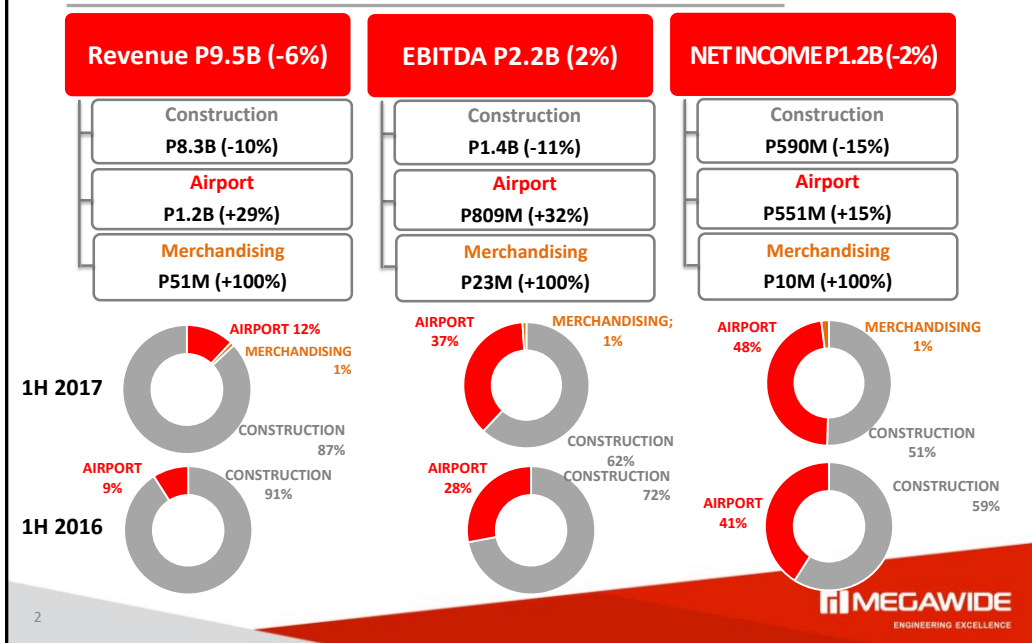 Revenue P9.5B (-6%)
EBITDA P2.2B (2%)
NET INCOME P1.2B (-2%)
Construction
P8.3B (-10%)
Airport
P1.2B (+29%)
Merchandising
P51M (+100%)
Construction
P1.4B (-11%)
Airport
P809M (+32%)
Merchandising
P23M (+100%)
Construction
P590M (-15%)
Airport
P551M (+15%)
Merchandising
P10M (+100%)
1H 2017
AIRPORT 12%
MERCHANDISING
1%
CONSTRUCTION
87%
AIRPORT
37%
MERCHANDISING;
1%
CONSTRUCTION
62%
AIRPORT
48%
MERCHANDISING
1%
CONSTRUCTION
51%
1H 2016
AIRPORT
9%
CONSTRUCTION
91%
AIRPORT
28%
CONSTRUCTION
72%
AIRPORT
41%
CONSTRUCTION
59%
2
MEGAWIDE
ENGINEERING EXCELLENCE